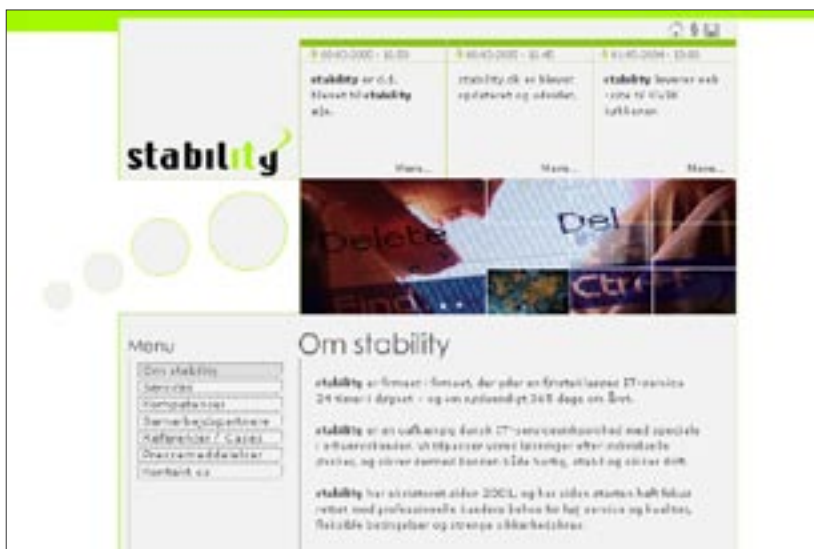 stability er d.d.
blevet til stability
a/s.
stability.dk er blevet
opdateret og udvidet.
stability leverer web
-site til
Mere...
Mere...
Mere...
stability
Delete
Del
Find
Ctrl
Menu
Om stability
Services
Kompetencer
Samarbejdspartnere
Referencer / Cases
Pressemeddelelser
Kontakt os
Om stability
stability er firmaet i firmaet, der yder en førsteklasses IT-service
24 timer i døgnet - og om nødvendigt 365 dage om året.
stability er en uafhængig dansk IT-servicevirksomhed med speciale
i erhvervskunder. Vi tilpasser vores løsninger efter individuelle
ønsker, og sikrer dermed kunden både hurtig, stabil og sikker drift.
stability har eksisteret siden 2001, og har siden starten haft fokus
rettet mod professionelle kunders behov for høj service og kvalitet,
fleksible betingelser og strenge sikkerhedskrav.